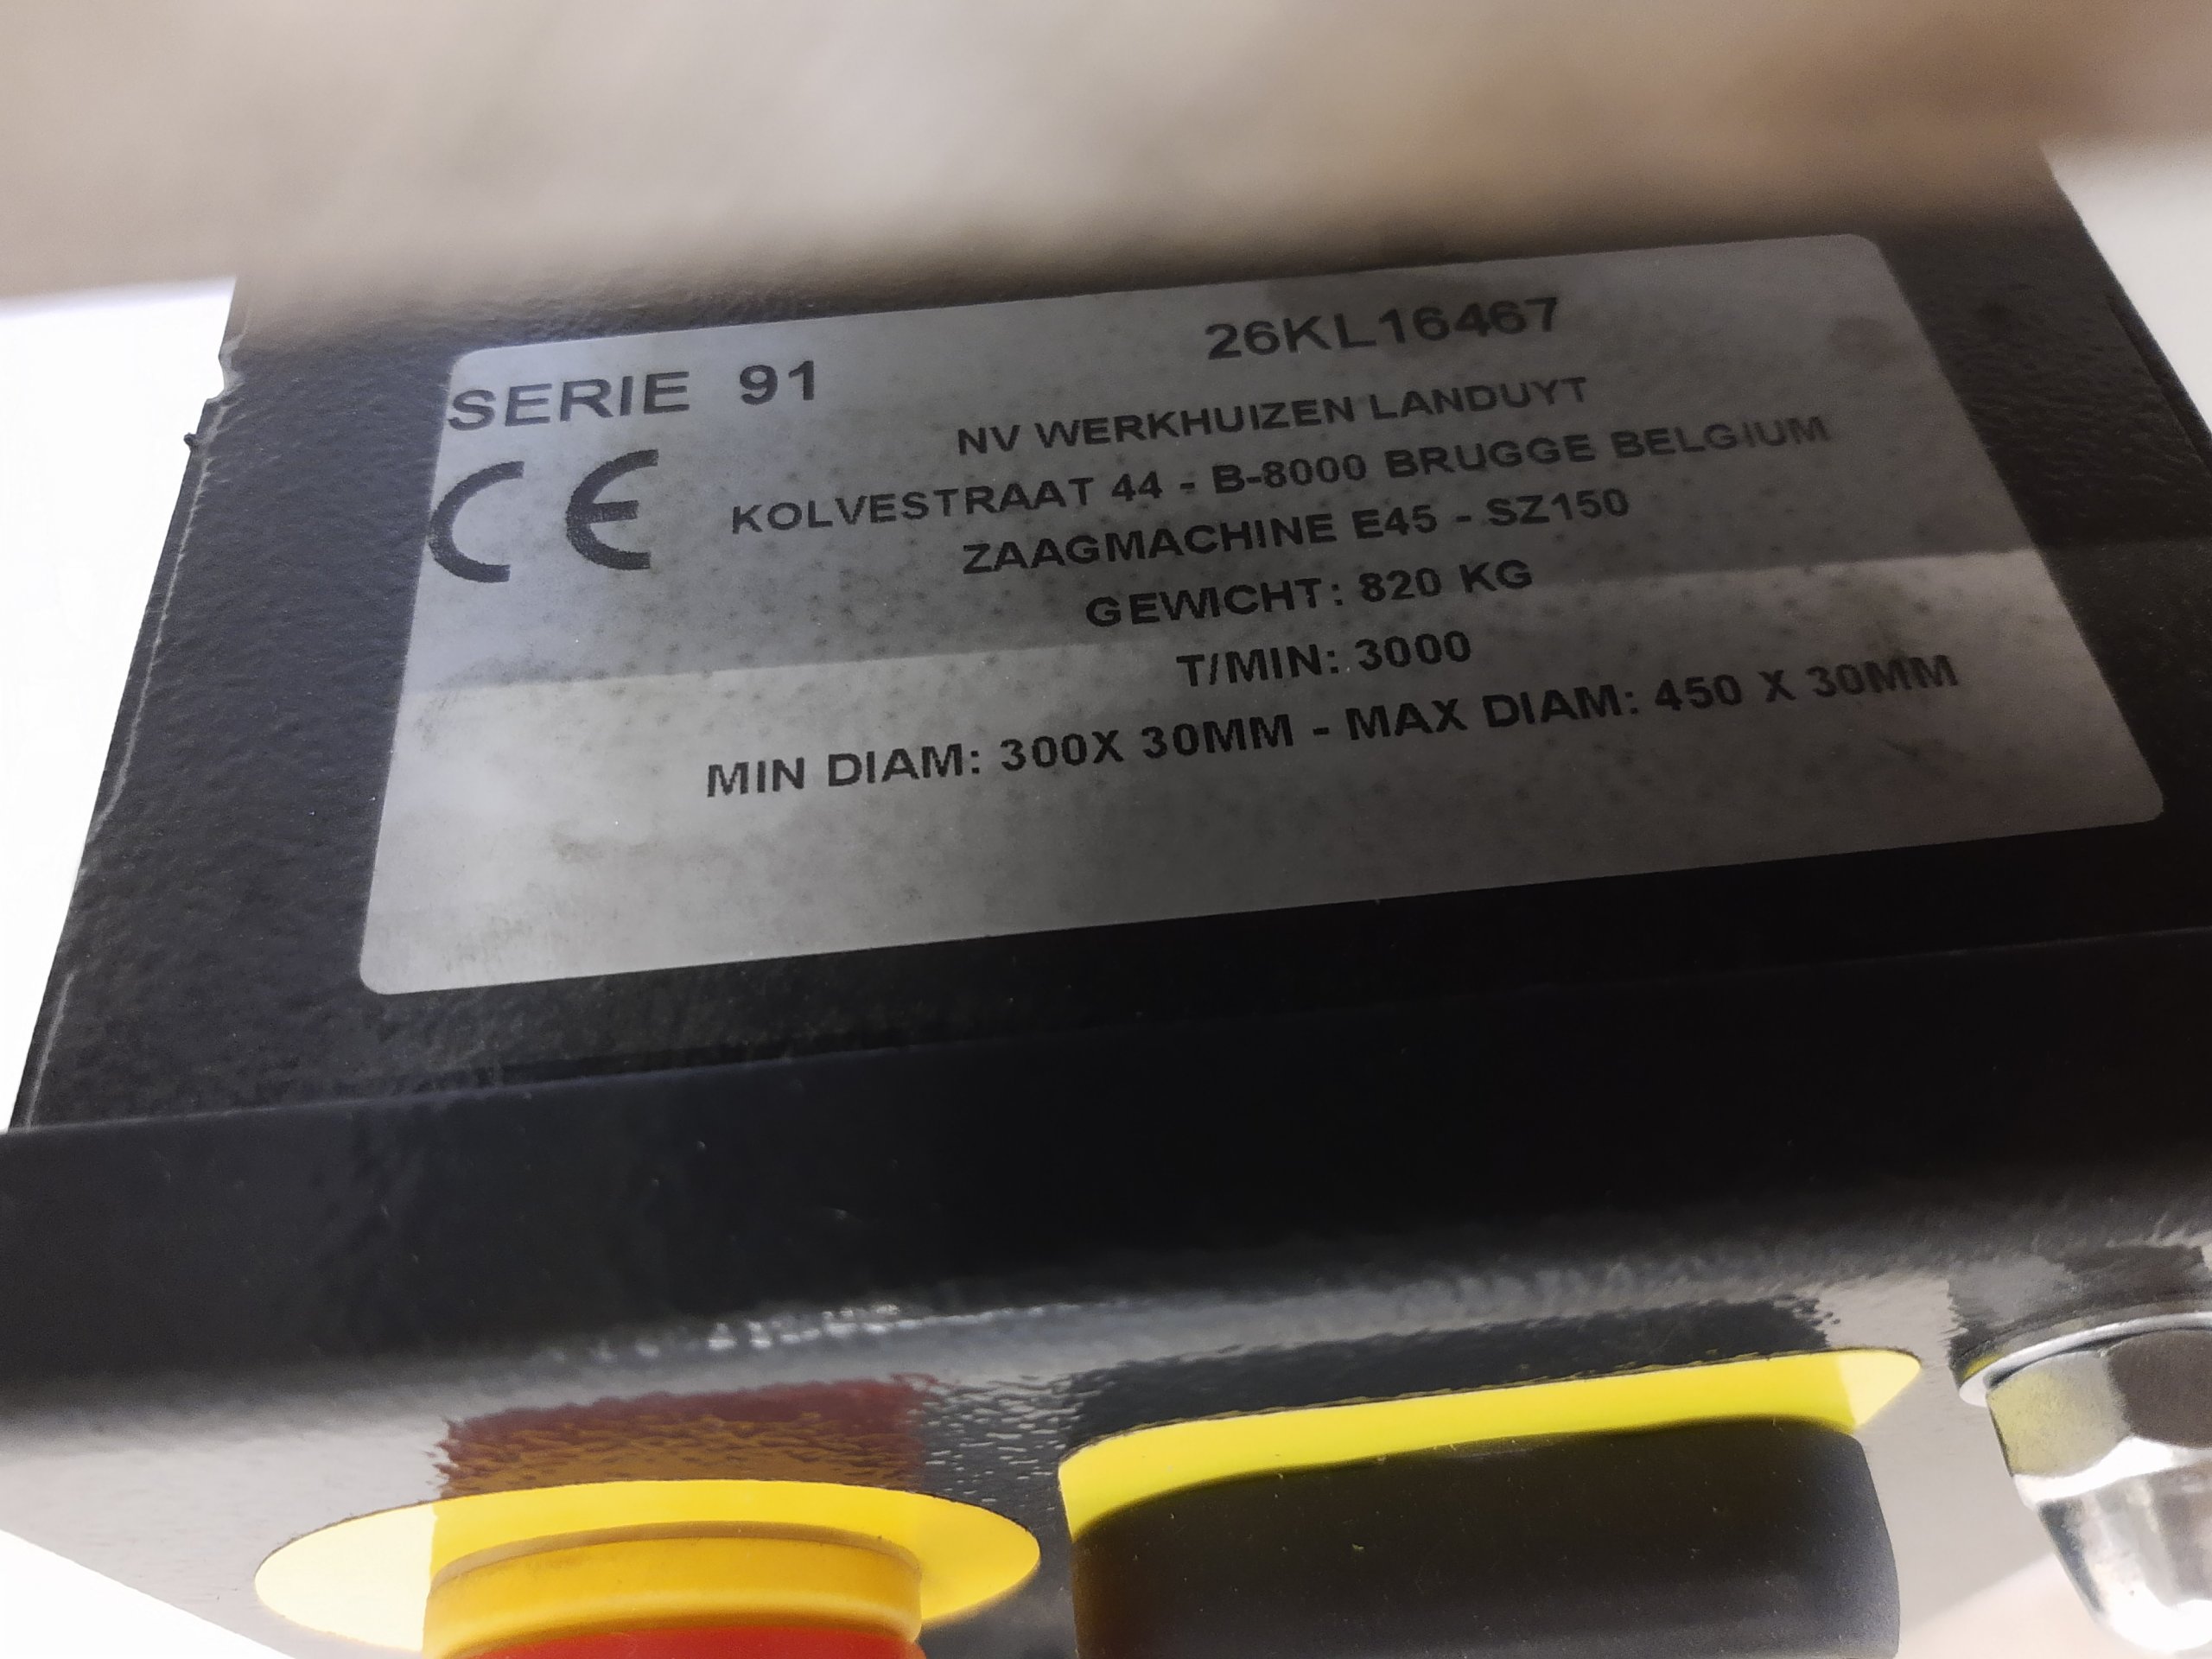 SERIE 91 26KL16467
CE
NV WERKHUIZEN LANDUYT
KOLVESTRAAT 44 - B-8000 BRUGGE BELGIUM
ZAAGMACHINE E45 - SZ150
GEWICHT: 820 KG
T/MIN: 3000
MIN DIAM: 300X 30MM - MAX DIAM: 450 X 30MM